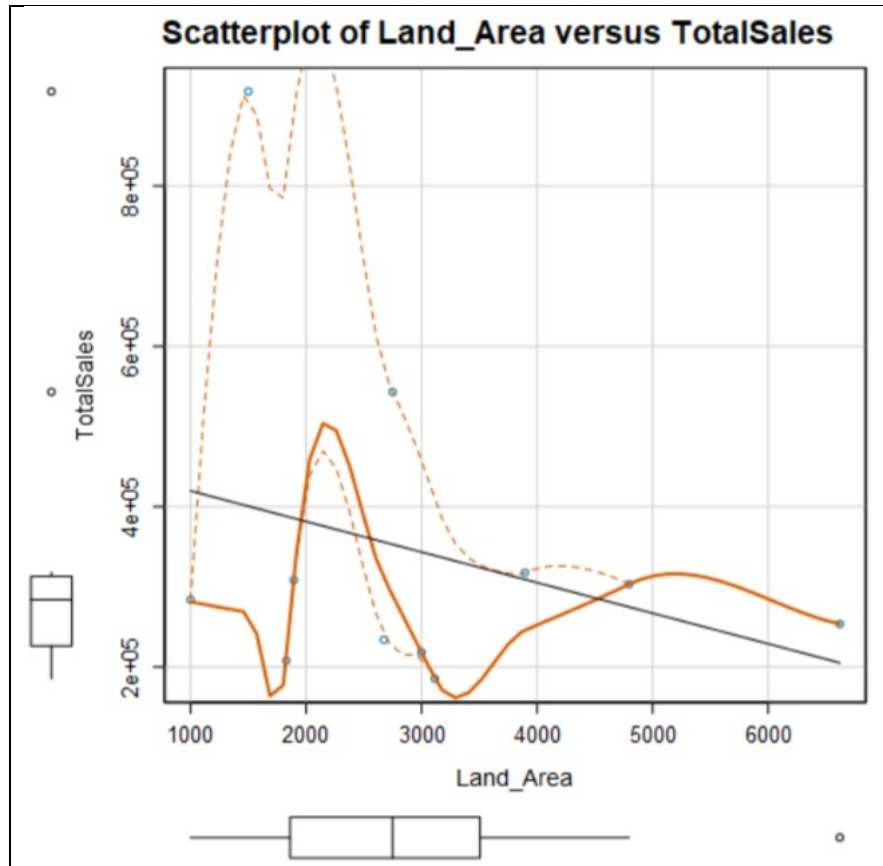 Scatterplot of Land_Area versus TotalSales
TotalSales
8e+05
6e+05
4e+05
2e+05
1000 2000 3000 4000 5000 6000
Land_Area